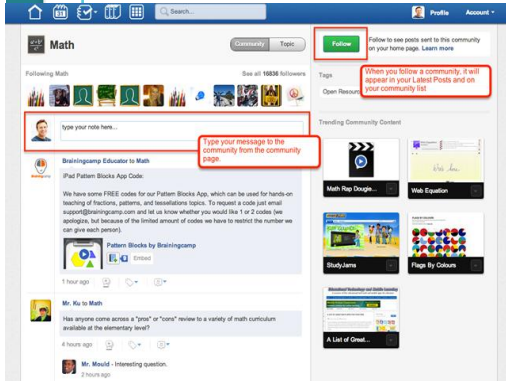 Search...
Profile
Account
Math
Community
Topic
Follow
Follow to see posts sent to this community
on your home page. Learn more
Following Math
See all 16836 followers
Tags
Open Resour
When you follow a community, it will
appear in your Latest Posts and on
your community list
type your note here...
Type your message to the
community from the community
page.
Trending Community Content
Brainingcamp Educator to Math
iPad Pattern Blocks App Code:
We have some FREE codes for our Pattern Blocks App, which can be used for hands-on
teaching of fractions, patterns, and tessellations topics. To request a code just email
support@brainingcamp.com and let us know whether you would like 1 or 2 codes (we
apologize, but because of the limited amount of codes we have to restrict the number we
can give each person).
Pattern Blocks by Brainingcamp
Embed
1 hour ago
Math Rap Dougie...
Web Equation
StudyJams
Flags By Colours
A List of Great...
Mr. Ku to Math
Has anyone come across a "pros" or "cons" review to a variety of math curriculum
available at the elementary level?
4 hours ago
Mr. Mould - Interesting question.
2 hours ago